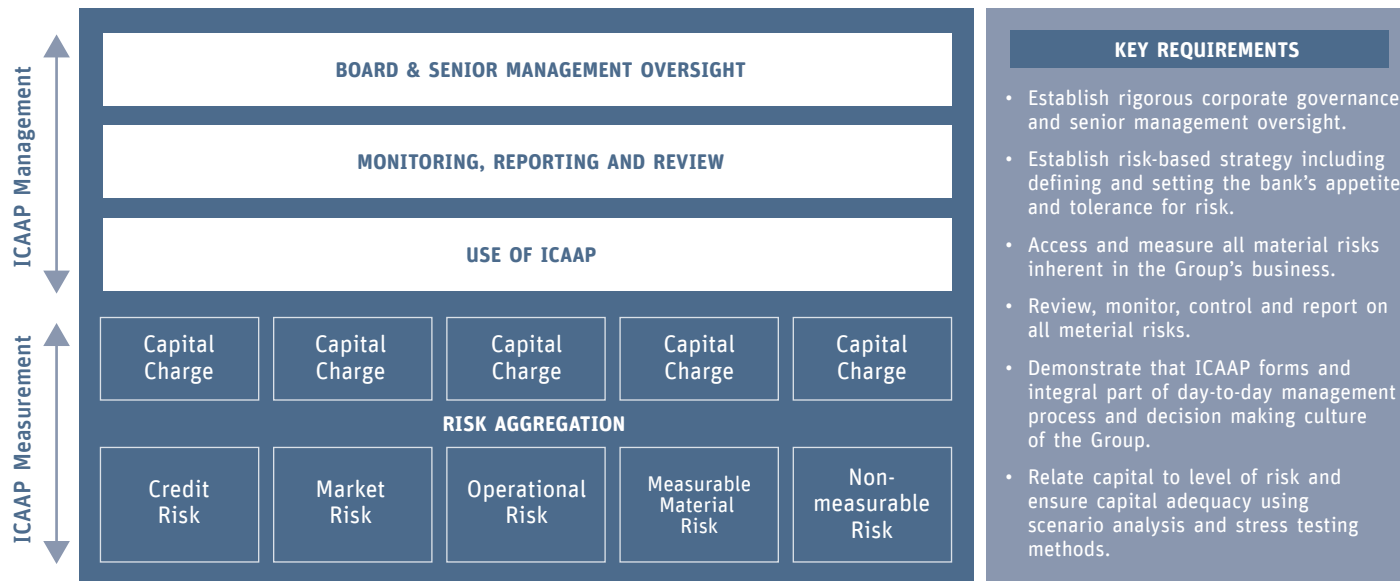 ICAAP Management
BOARD & SENIOR MANAGEMENT OVERSIGHT
MONITORING, REPORTING AND REVIEW
USE OF ICAAP
ICAAP Measurement
Capital
Charge
Capital
Charge
Capital
Charge
Capital
Charge
Capital
Charge
RISK AGGREGATION
Credit
Risk
Market
Risk
Operational
Risk
Measurable
Material
Risk
Non-
measurable
Risk
KEY REQUIREMENTS
• Establish rigorous corporate governance
and senior management oversight.
• Establish risk-based strategy including
defining and setting the bank's appetite
and tolerance for risk.
• Access and measure all material risks
inherent in the Group's business.
• Review, monitor, control and report on
all meterial risks.
• Demonstrate that ICAAP forms and
integral part of day-to-day management
process and decision making culture
of the Group.
• Relate capital to level of risk and
ensure capital adequacy using
scenario analysis and stress testing
methods.